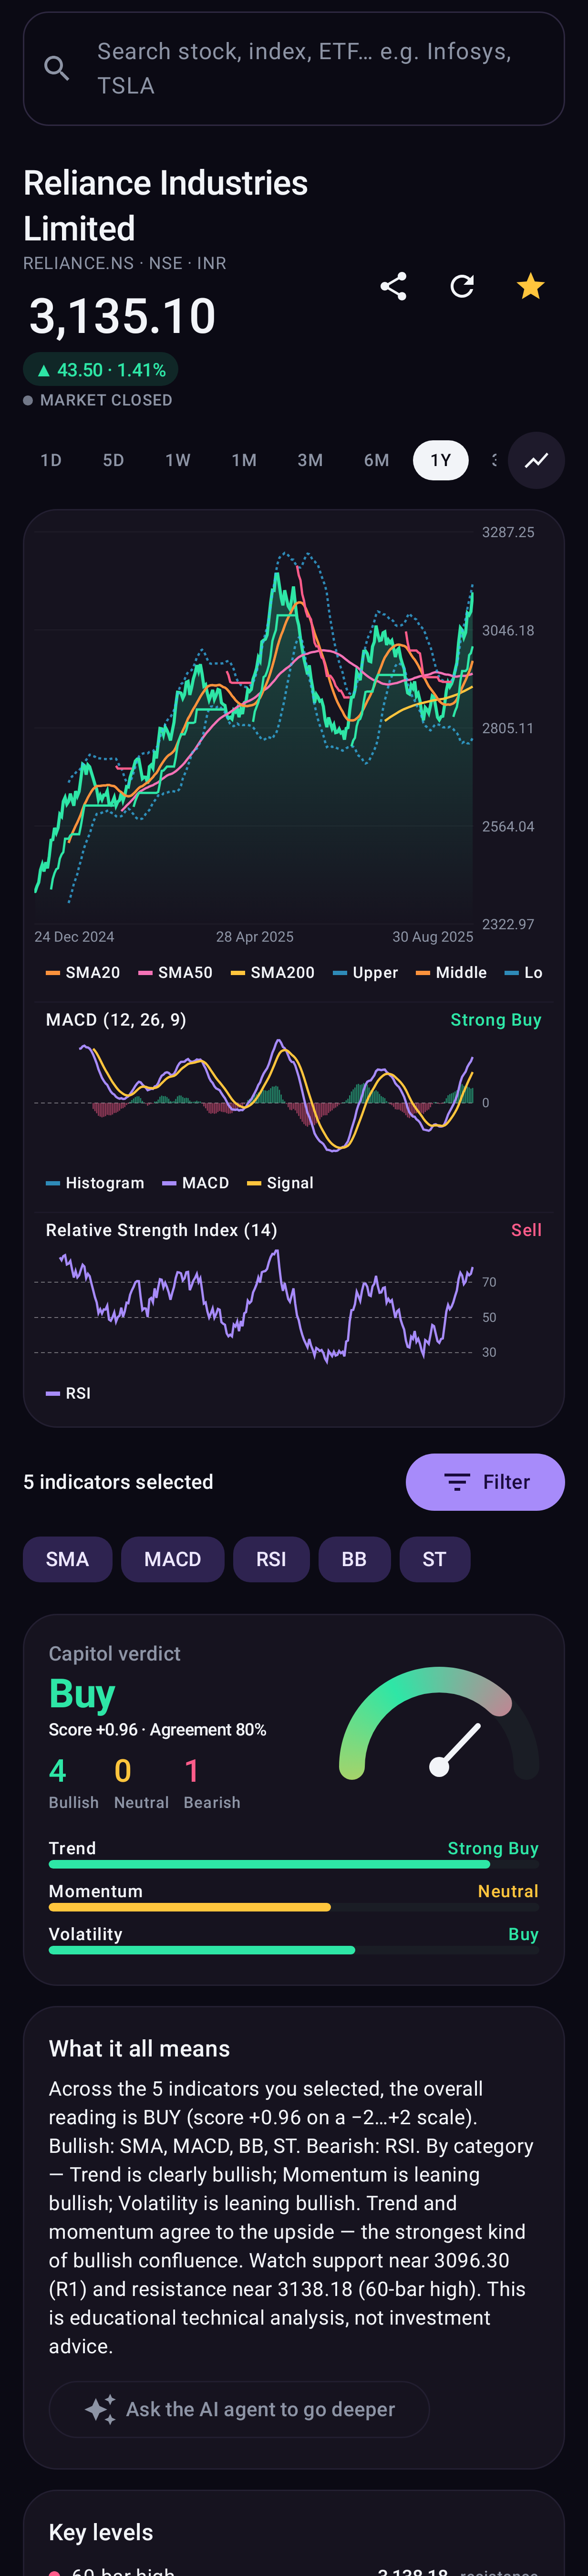 Search stock, index, ETF… e.g. Infosys,
TSLA
Reliance Industries
Limited
RELIANCE.NS · NSE · INR
3,135.10
▲ 43.50 · 1.41%
MARKET CLOSED
1D 5D 1W 1M 3M 6M 1Y
3287.25
3046.18
2805.11
2564.04
2322.97
24 Dec 2024 28 Apr 2025 30 Aug 2025
SMA20 SMA50 SMA200 Upper Middle Lo
MACD (12, 26, 9) Strong Buy
0
Histogram MACD Signal
Relative Strength Index (14) Sell
70
50
30
RSI
5 indicators selected Filter
SMA MACD RSI BB ST
Capitol verdict
Buy
Score +0.96 · Agreement 80%
4 0 1
Bullish Neutral Bearish
Trend Strong Buy
Momentum Neutral
Volatility Buy
What it all means
Across the 5 indicators you selected, the overall
reading is BUY (score +0.96 on a −2…+2 scale).
Bullish: SMA, MACD, BB, ST. Bearish: RSI. By category
— Trend is clearly bullish; Momentum is leaning
bullish; Volatility is leaning bullish. Trend and
momentum agree to the upside — the strongest kind
of bullish confluence. Watch support near 3096.30
(R1) and resistance near 3138.18 (60-bar high). This
is educational technical analysis, not investment
advice.
Ask the AI agent to go deeper
Key levels
60-bar high 3,138.18 resistance